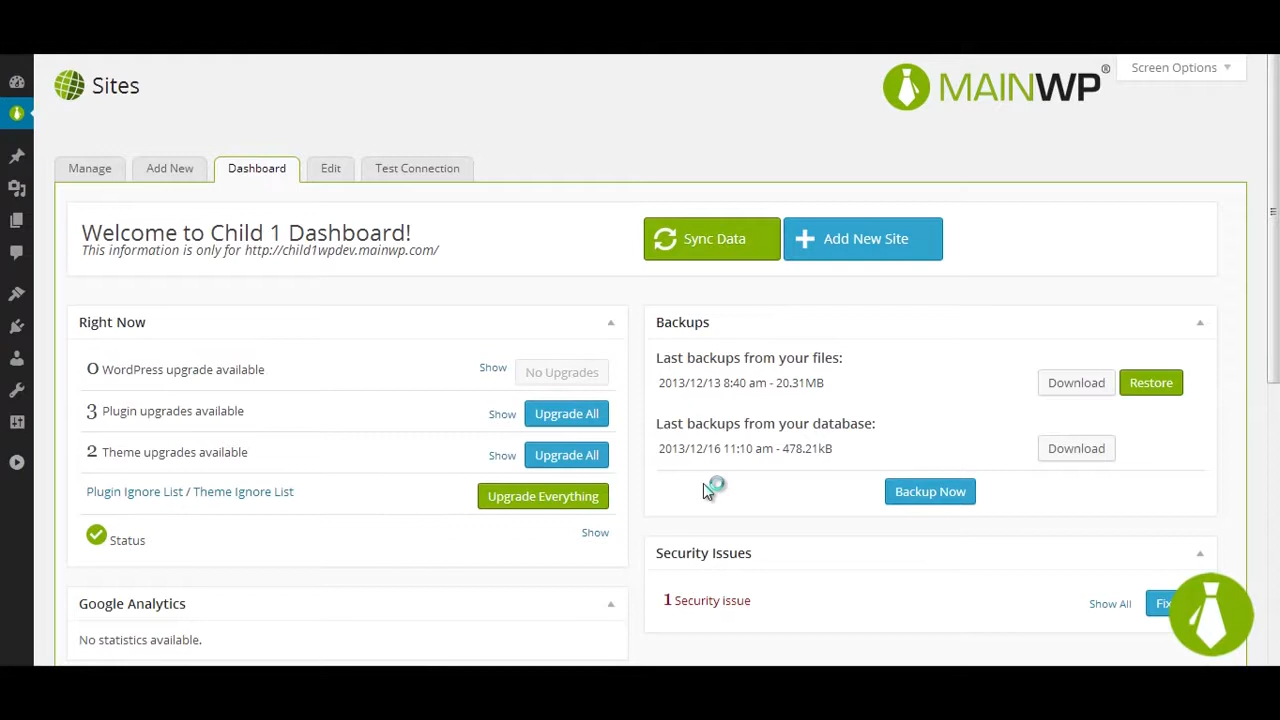 Sites
MAINWP®
Screen Options
Manage
Add New
Dashboard
Edit
Test Connection
Welcome to Child 1 Dashboard!
This information is only for http://child1wpdev.mainwp.com/
Sync Data
Add New Site
Right Now
0 WordPress upgrade available
Show
No Upgrades
3 Plugin upgrades available
Show
Upgrade All
2 Theme upgrades available
Show
Upgrade All
Plugin Ignore List / Theme Ignore List
Upgrade Everything
Status
Show
Google Analytics
No statistics available.
Backups
Last backups from your files:
2013/12/13 8:40 am - 20.31MB
Download
Restore
Last backups from your database:
2013/12/16 11:10 am - 478.21kB
Download
Backup Now
Security Issues
1 Security issue
Show All
Fix